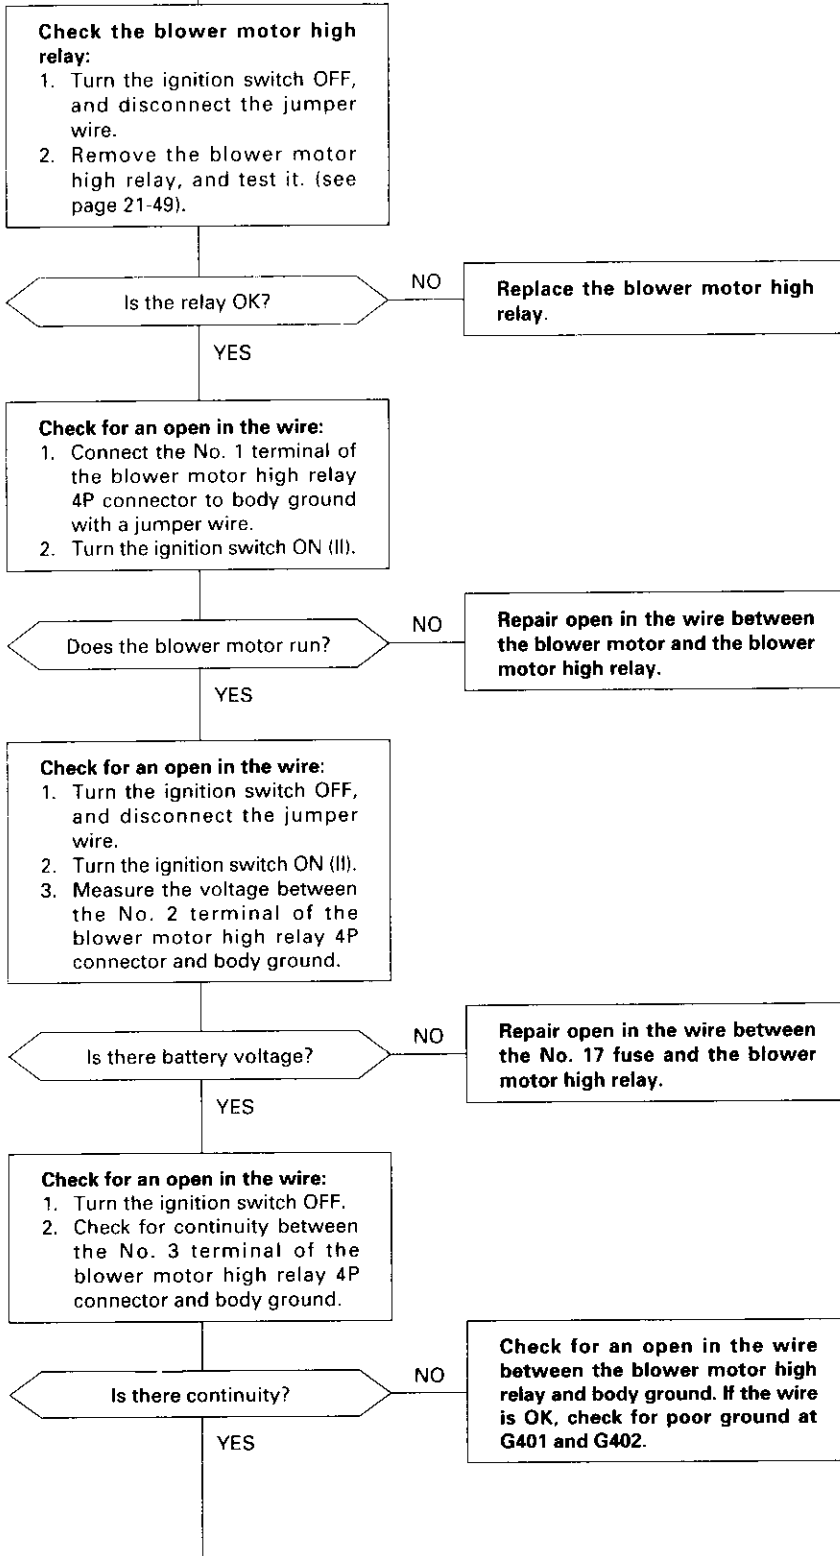 Check the blower motor high
relay:
1. Turn the ignition switch OFF,
and disconnect the jumper
wire.
2. Remove the blower motor
high relay, and test it. (see
page 21-49).
Is the relay OK?
NO
Replace the blower motor high
relay.
YES
Check for an open in the wire:
1. Connect the No. 1 terminal of
the blower motor high relay
4P connector to body ground
with a jumper wire.
2. Turn the ignition switch ON (II).
Does the blower motor run?
NO
Repair open in the wire between
the blower motor and the blower
motor high relay.
YES
Check for an open in the wire:
1. Turn the ignition switch OFF,
and disconnect the jumper
wire.
2. Turn the ignition switch ON (II).
3. Measure the voltage between
the No. 2 terminal of the
blower motor high relay 4P
connector and body ground.
Is there battery voltage?
NO
Repair open in the wire between
the No. 17 fuse and the blower
motor high relay.
YES
Check for an open in the wire:
1. Turn the ignition switch OFF.
2. Check for continuity between
the No. 3 terminal of the
blower motor high relay 4P
connector and body ground.
Is there continuity?
NO
Check for an open in the wire
between the blower motor high
relay and body ground. If the wire
is OK, check for poor ground at
G401 and G402.
YES